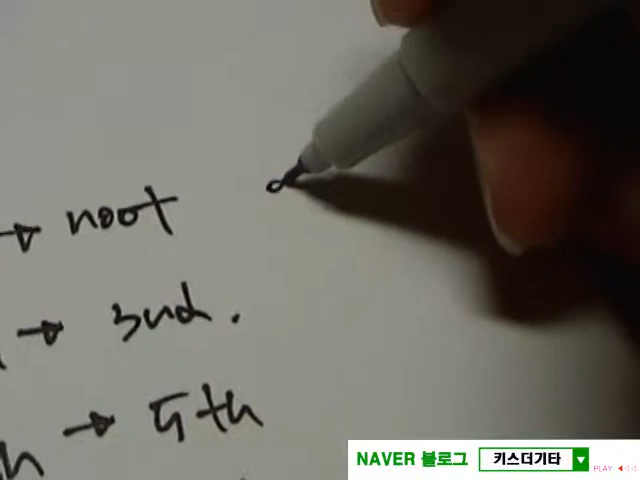 → root
→ 3rd.
h → 5th
NAVER 블로그 키스더기타
PLAY